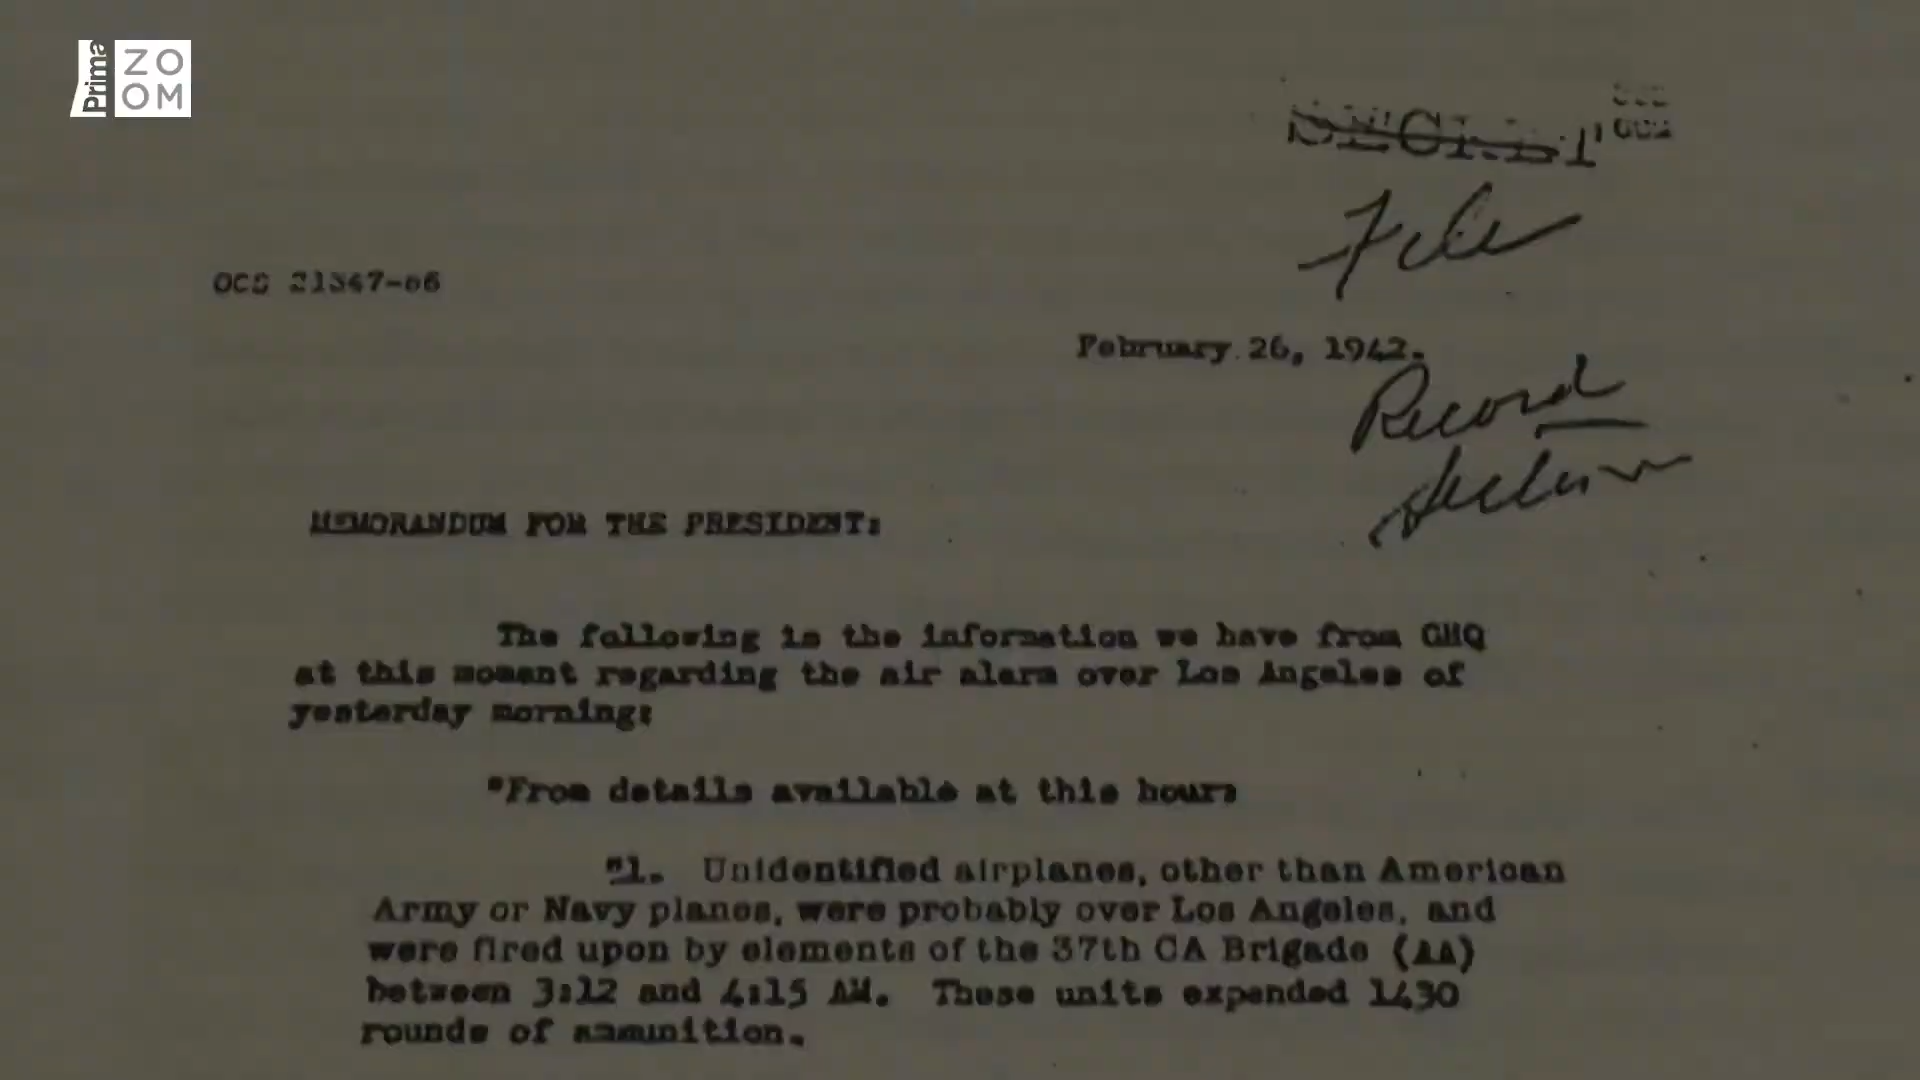 Prima
ZO
OM
SECRET
File
OCS 21347-86
February 26, 1942.
Record
MEMORANDUM FOR THE PRESIDENT:
The following is the information we have from GHQ
at this moment regarding the air alarm over Los Angeles of
yesterday morning:
"From details available at this hour:
"1. Unidentified airplanes, other than American
Army or Navy planes, were probably over Los Angeles, and
were fired upon by elements of the 37th CA Brigade (AA)
between 3:12 and 4:15 AM. These units expended 1430
rounds of ammunition.